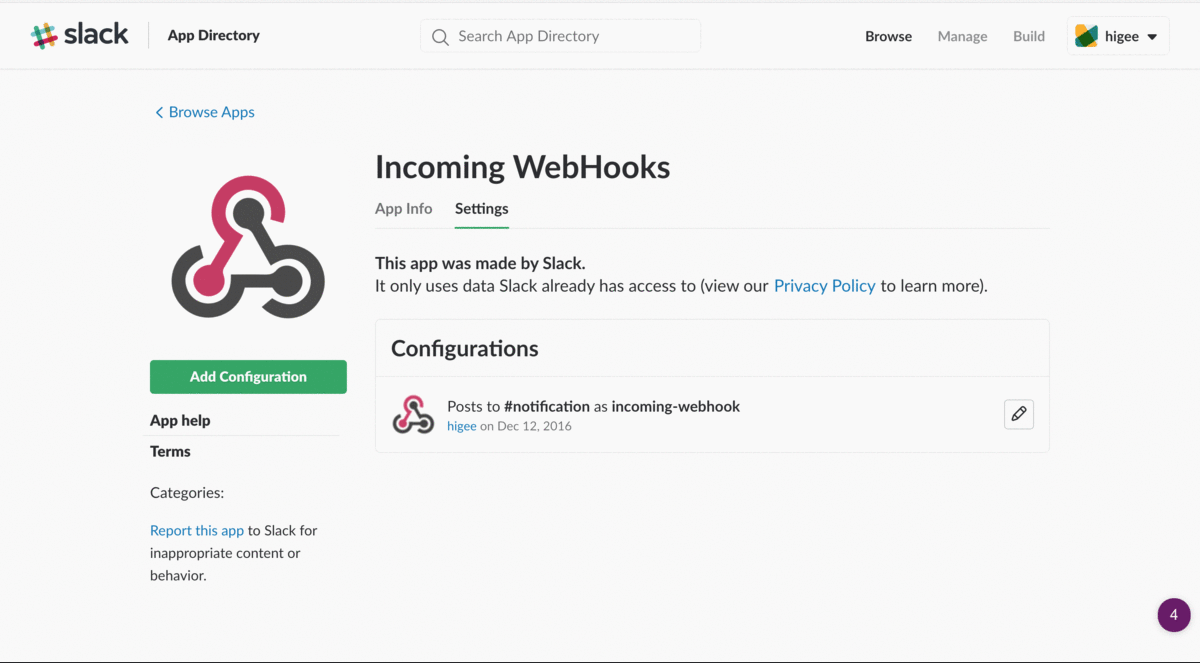 slack App Directory Search App Directory Browse Manage Build higee
Browse Apps
Incoming WebHooks
App Info Settings
This app was made by Slack.
It only uses data Slack already has access to (view our Privacy Policy to learn more).
Configurations
Posts to #notification as incoming-webhook
higee on Dec 12, 2016
Add Configuration
App help
Terms
Categories:
Report this app to Slack for
inappropriate content or
behavior.
4